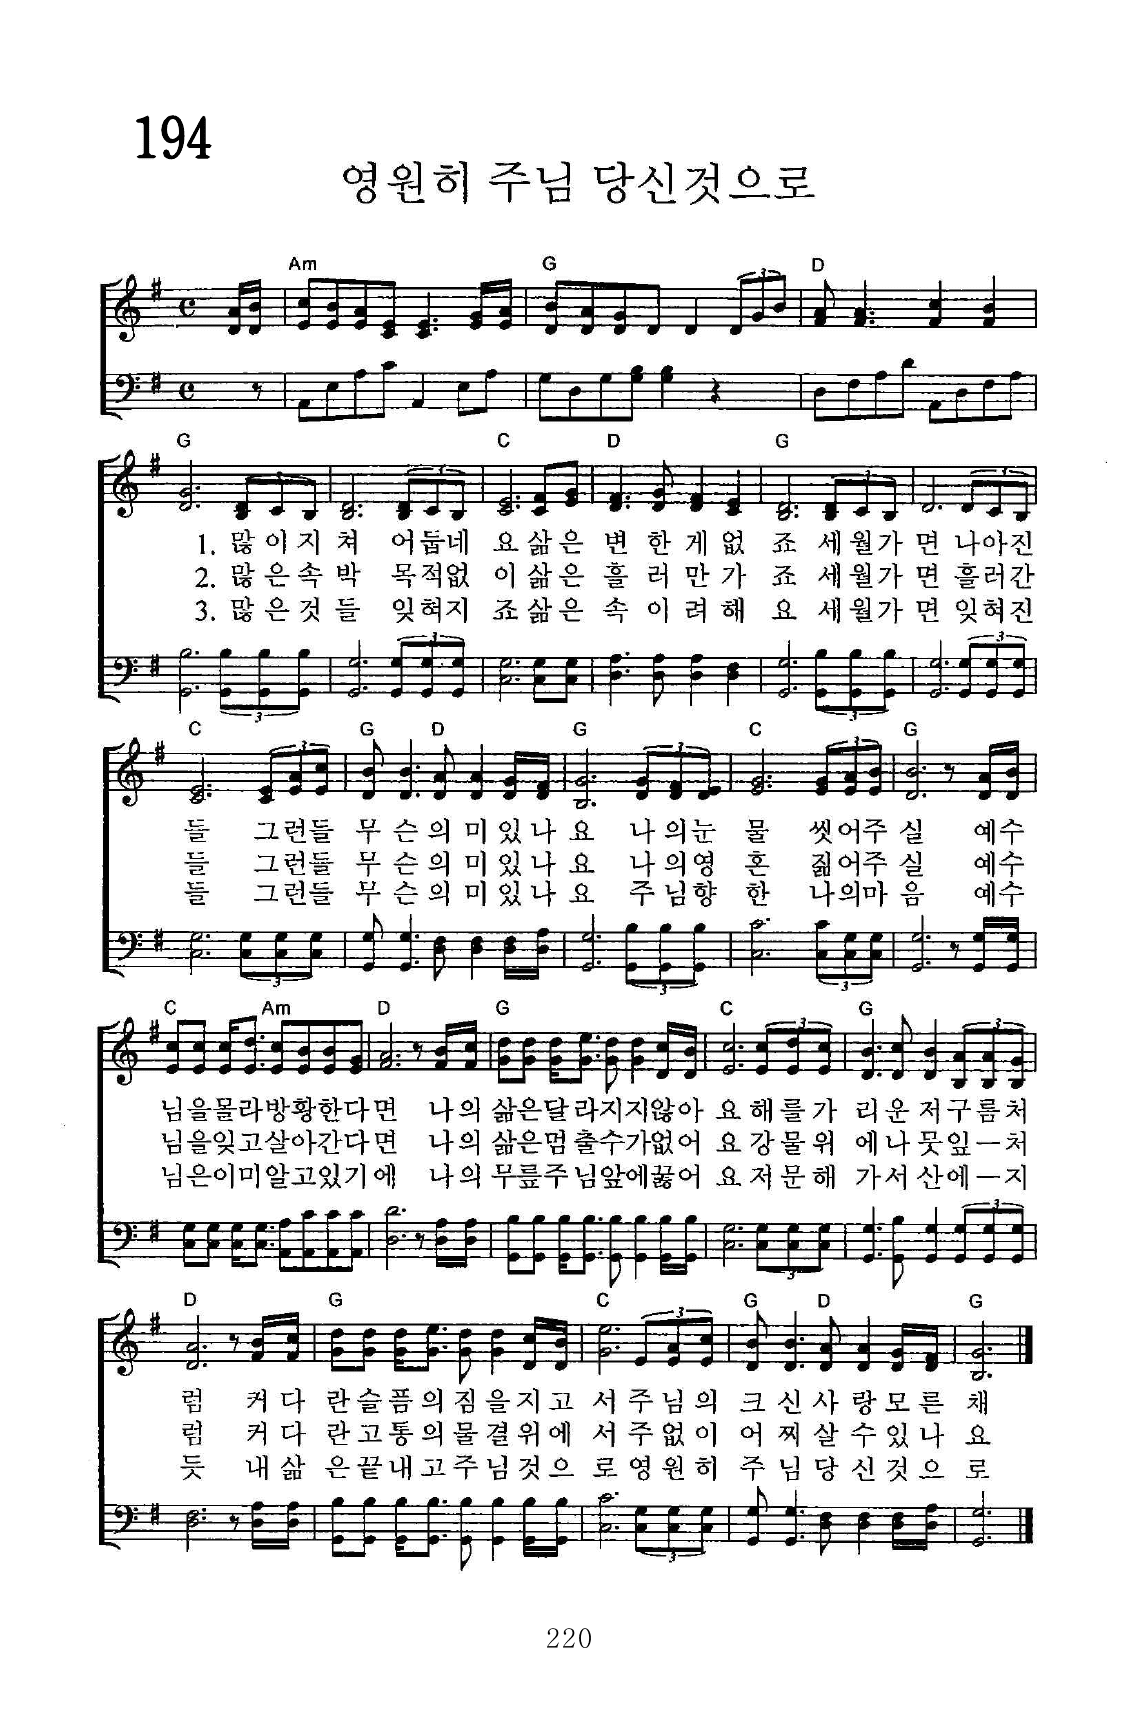 194
영원히 주님 당신것으로
Am G D
G C D G
1. 많이지쳐 어둡네 요삶은 변한게없 죠 세월가 면 나아진
2. 많은속박 목적없 이삶은 흘러만가 죠 세월가 면 흘러간
3. 많은것들 잊혀지 죠삶은 속이려해 요 세월가 면 잊혀진
C G D G C G
들 그런들 무슨의미있나요 나의눈 물 씻어주 실 예수
들 그런들 무슨의미있나요 나의영 혼 짊어주 실 예수
들 그런들 무슨의미있나요 주님향 한 나의마 음 예수
C Am D G C G
님을몰라방황한다면 나의 삶은달라지지않아 요 해를가 리운저구름처
님을잊고살아간다면 나의 삶은멈출수가없어 요 강물위 에나뭇잎ㅡ처
님은이미알고있기에 나의 무릎주님앞에꿇어 요 저문해 가서산에ㅡ지
D G C G D G
럼 커다 란슬픔의짐을지고 서주님의 크신사랑모른 채
럼 커다 란고통의물결위에 서주없이 어찌살수있나 요
듯 내삶 은끝내고주님것으 로영원히 주님당신것으 로
220